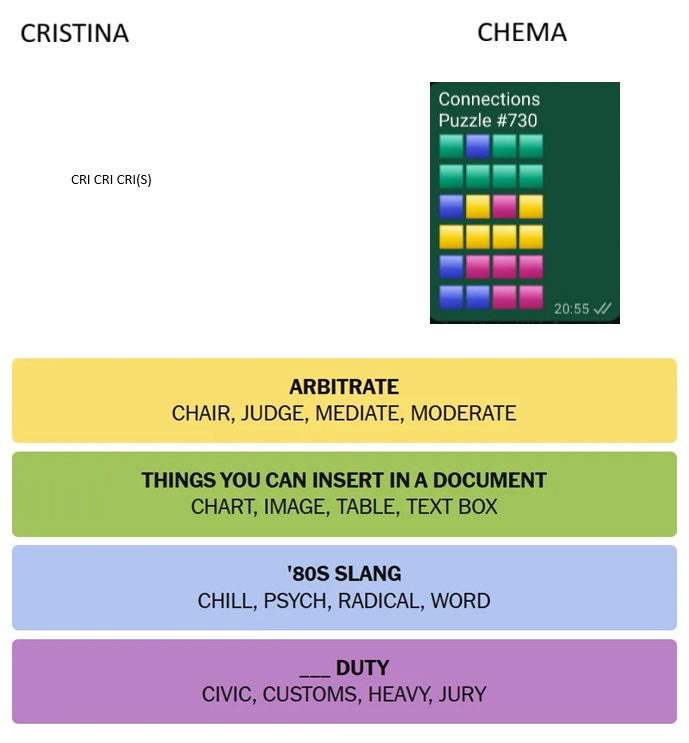 CRISTINA
CHEMA
Connections
Puzzle #730
CRI CRI CRI(S)
20:55
ARBITRATE
CHAIR, JUDGE, MEDIATE, MODERATE
THINGS YOU CAN INSERT IN A DOCUMENT
CHART, IMAGE, TABLE, TEXT BOX
'80S SLANG
CHILL, PSYCH, RADICAL, WORD
___ DUTY
CIVIC, CUSTOMS, HEAVY, JURY